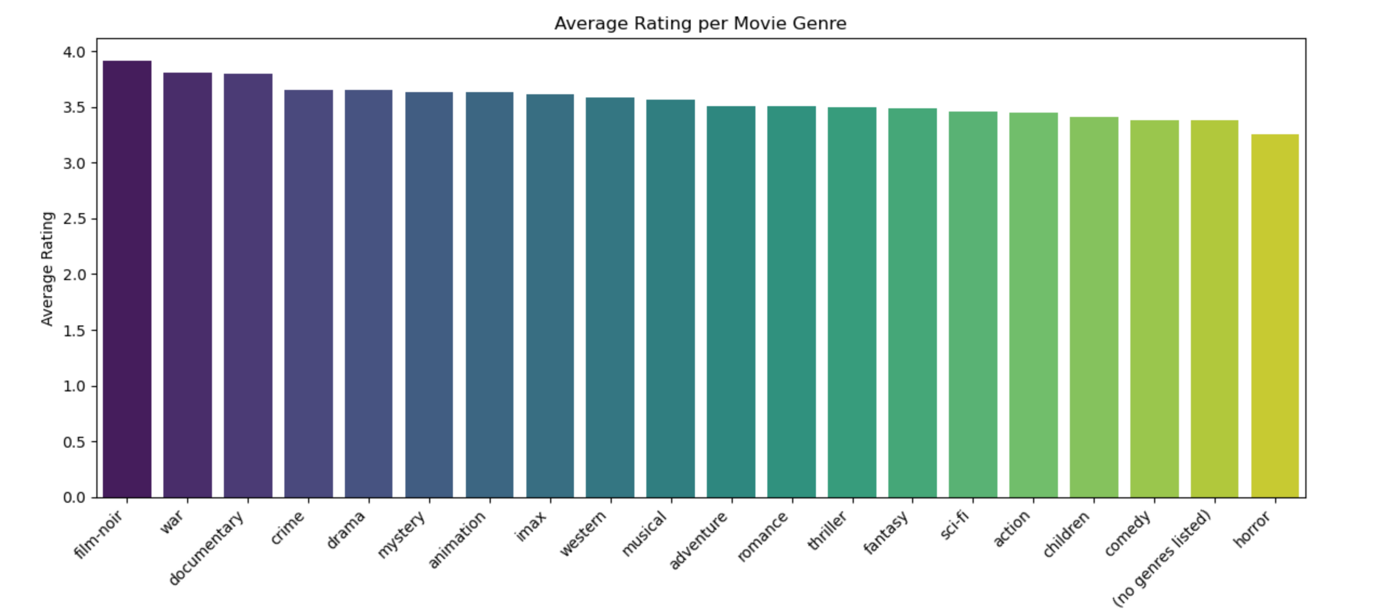 Average Rating per Movie Genre
Average Rating
4.0
3.5
3.0
2.5
2.0
1.5
1.0
0.5
0.0
film-noir
war
documentary
crime
drama
mystery
animation
imax
western
musical
adventure
romance
thriller
fantasy
sci-fi
action
children
comedy
(no genres listed)
horror